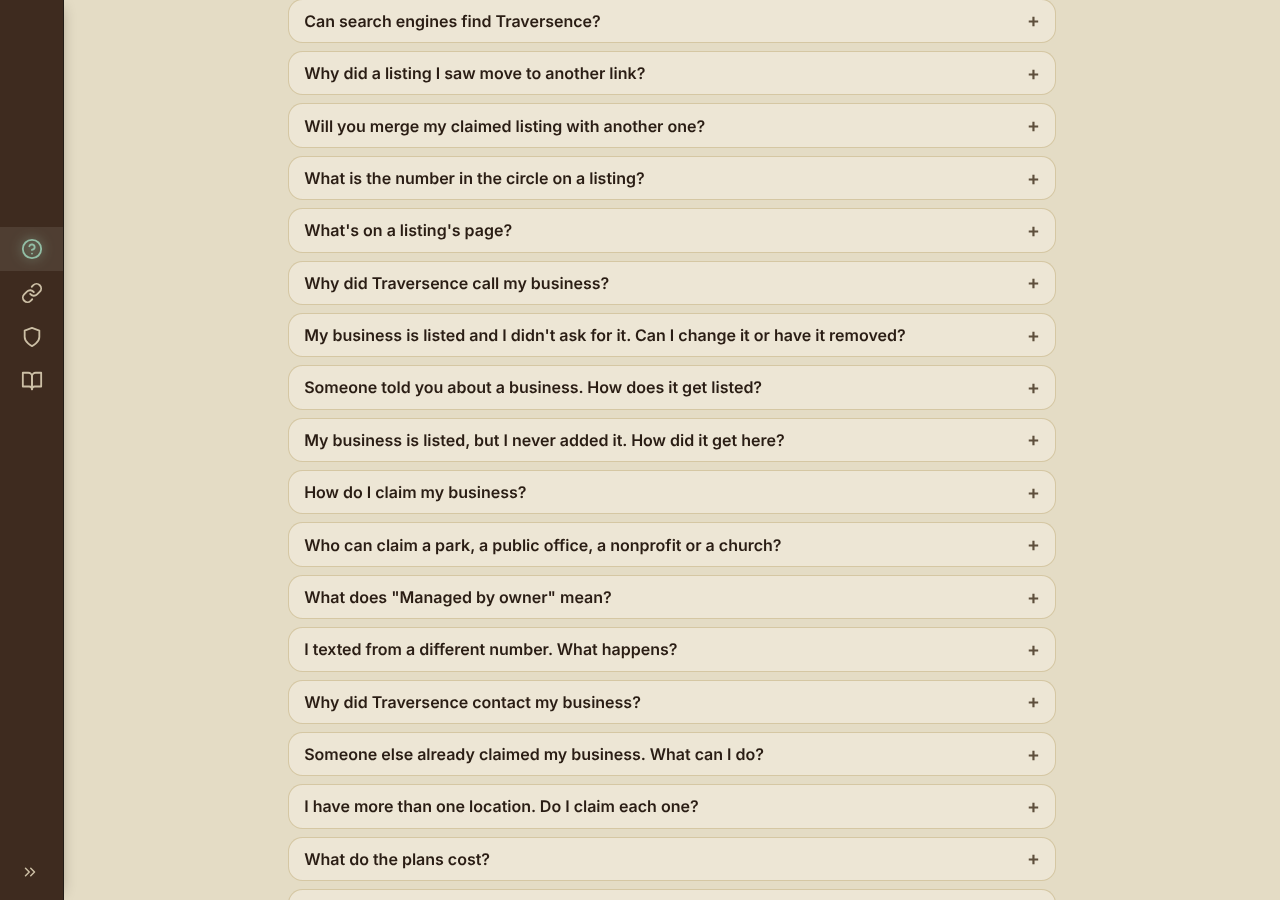 Can search engines find Traversence?
Why did a listing I saw move to another link?
Will you merge my claimed listing with another one?
What is the number in the circle on a listing?
What's on a listing's page?
Why did Traversence call my business?
My business is listed and I didn't ask for it. Can I change it or have it removed?
Someone told you about a business. How does it get listed?
My business is listed, but I never added it. How did it get here?
How do I claim my business?
Who can claim a park, a public office, a nonprofit or a church?
What does "Managed by owner" mean?
I texted from a different number. What happens?
Why did Traversence contact my business?
Someone else already claimed my business. What can I do?
I have more than one location. Do I claim each one?
What do the plans cost?